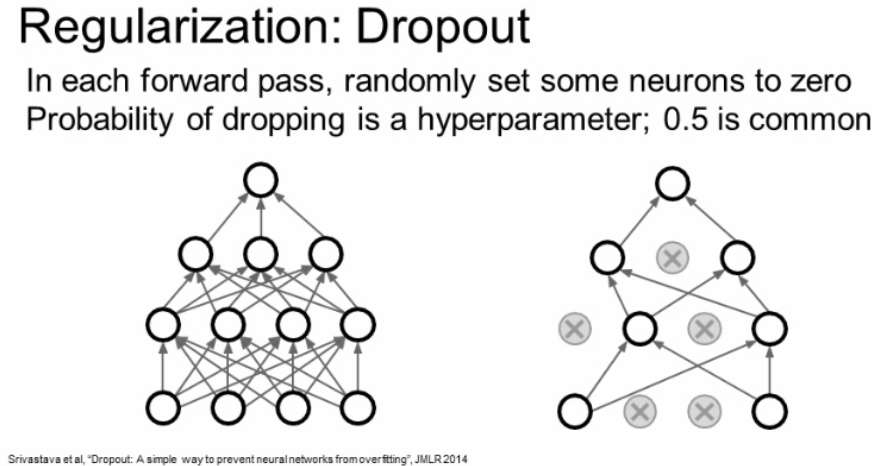 Regularization: Dropout
In each forward pass, randomly set some neurons to zero
Probability of dropping is a hyperparameter; 0.5 is common
Srivastava et al, "Dropout: A simple way to prevent neural networks from overfitting", JMLR 2014